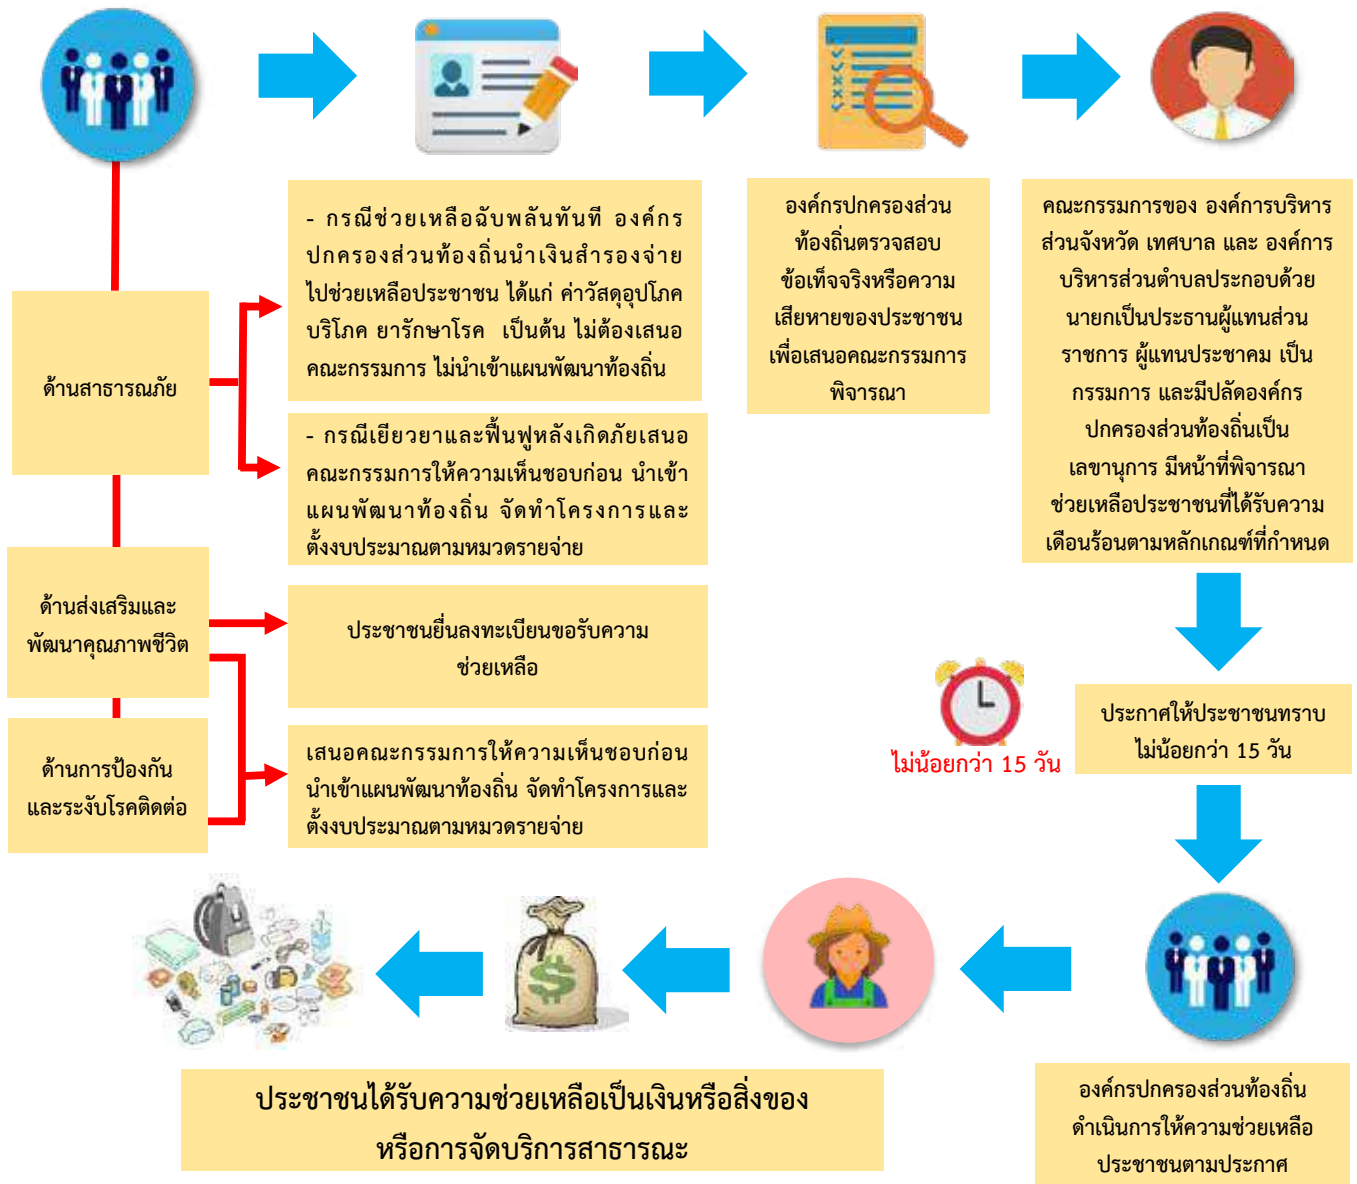 - กรณีช่วยเหลือฉับพลันทันที องค์กร
ปกครองส่วนท้องถิ่นนำเงินสำรองจ่าย
ไปช่วยเหลือประชาชน ได้แก่ ค่าวัสดุอุปโภค
บริโภค ยารักษาโรค เป็นต้น ไม่ต้องเสนอ
คณะกรรมการ ไม่นำเข้าแผนพัฒนาท้องถิ่น
องค์กรปกครองส่วน
ท้องถิ่นตรวจสอบ
ข้อเท็จจริงหรือความ
เสียหายของประชาชน
เพื่อเสนอคณะกรรมการ
พิจารณา
คณะกรรมการของ องค์การบริหาร
ส่วนจังหวัด เทศบาล และ องค์การ
บริหารส่วนตำบลประกอบด้วย
นายกเป็นประธานผู้แทนส่วน
ราชการ ผู้แทนประชาคม เป็น
กรรมการ และมีปลัดองค์กร
ปกครองส่วนท้องถิ่นเป็น
เลขานุการ มีหน้าที่พิจารณา
ช่วยเหลือประชาชนที่ได้รับความ
เดือนร้อนตามหลักเกณฑ์ที่กำหนด
ด้านสาธารณภัย
- กรณีเยียวยาและฟื้นฟูหลังเกิดภัยเสนอ
คณะกรรมการให้ความเห็นชอบก่อน นำเข้า
แผนพัฒนาท้องถิ่น จัดทำโครงการและ
ตั้งงบประมาณตามหมวดรายจ่าย
ด้านส่งเสริมและ
พัฒนาคุณภาพชีวิต
ประชาชนยื่นลงทะเบียนขอรับความ
ช่วยเหลือ
ด้านการป้องกัน
และระงับโรคติดต่อ
เสนอคณะกรรมการให้ความเห็นชอบก่อน
นำเข้าแผนพัฒนาท้องถิ่น จัดทำโครงการและ
ตั้งงบประมาณตามหมวดรายจ่าย
ไม่น้อยกว่า 15 วัน
ประกาศให้ประชาชนทราบ
ไม่น้อยกว่า 15 วัน
องค์กรปกครองส่วนท้องถิ่น
ดำเนินการให้ความช่วยเหลือ
ประชาชนตามประกาศ
ประชาชนได้รับความช่วยเหลือเป็นเงินหรือสิ่งของ
หรือการจัดบริการสาธารณะ